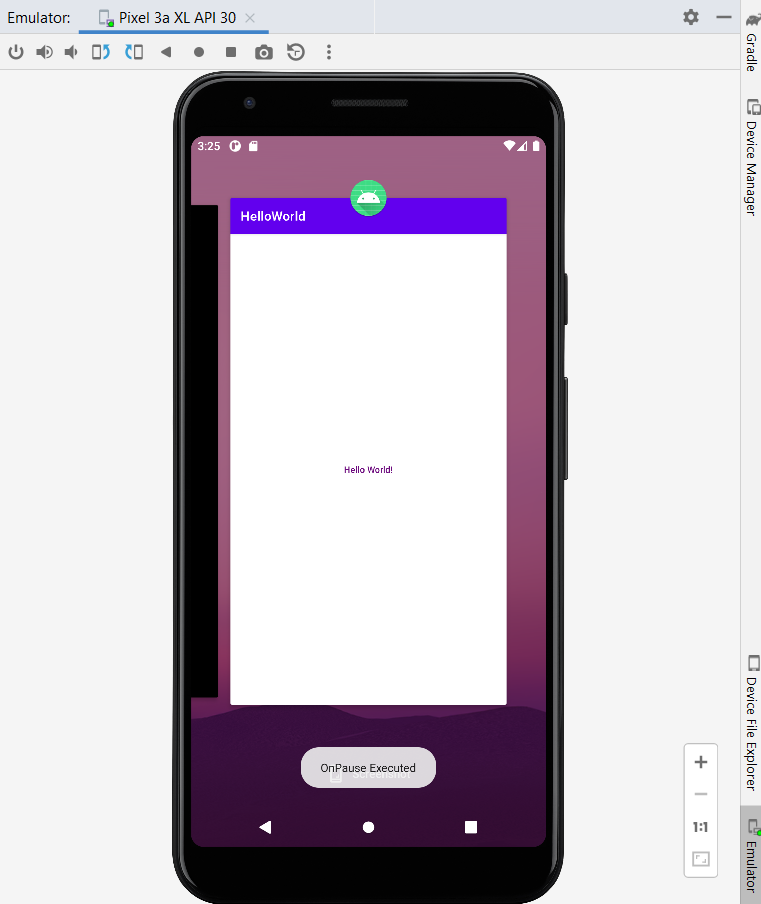 Emulator: Pixel 3a XL API 30
Gradle
Device Manager
3:25
HelloWorld
Hello World!
OnPause Executed
Device File Explorer
1:1
Emulator